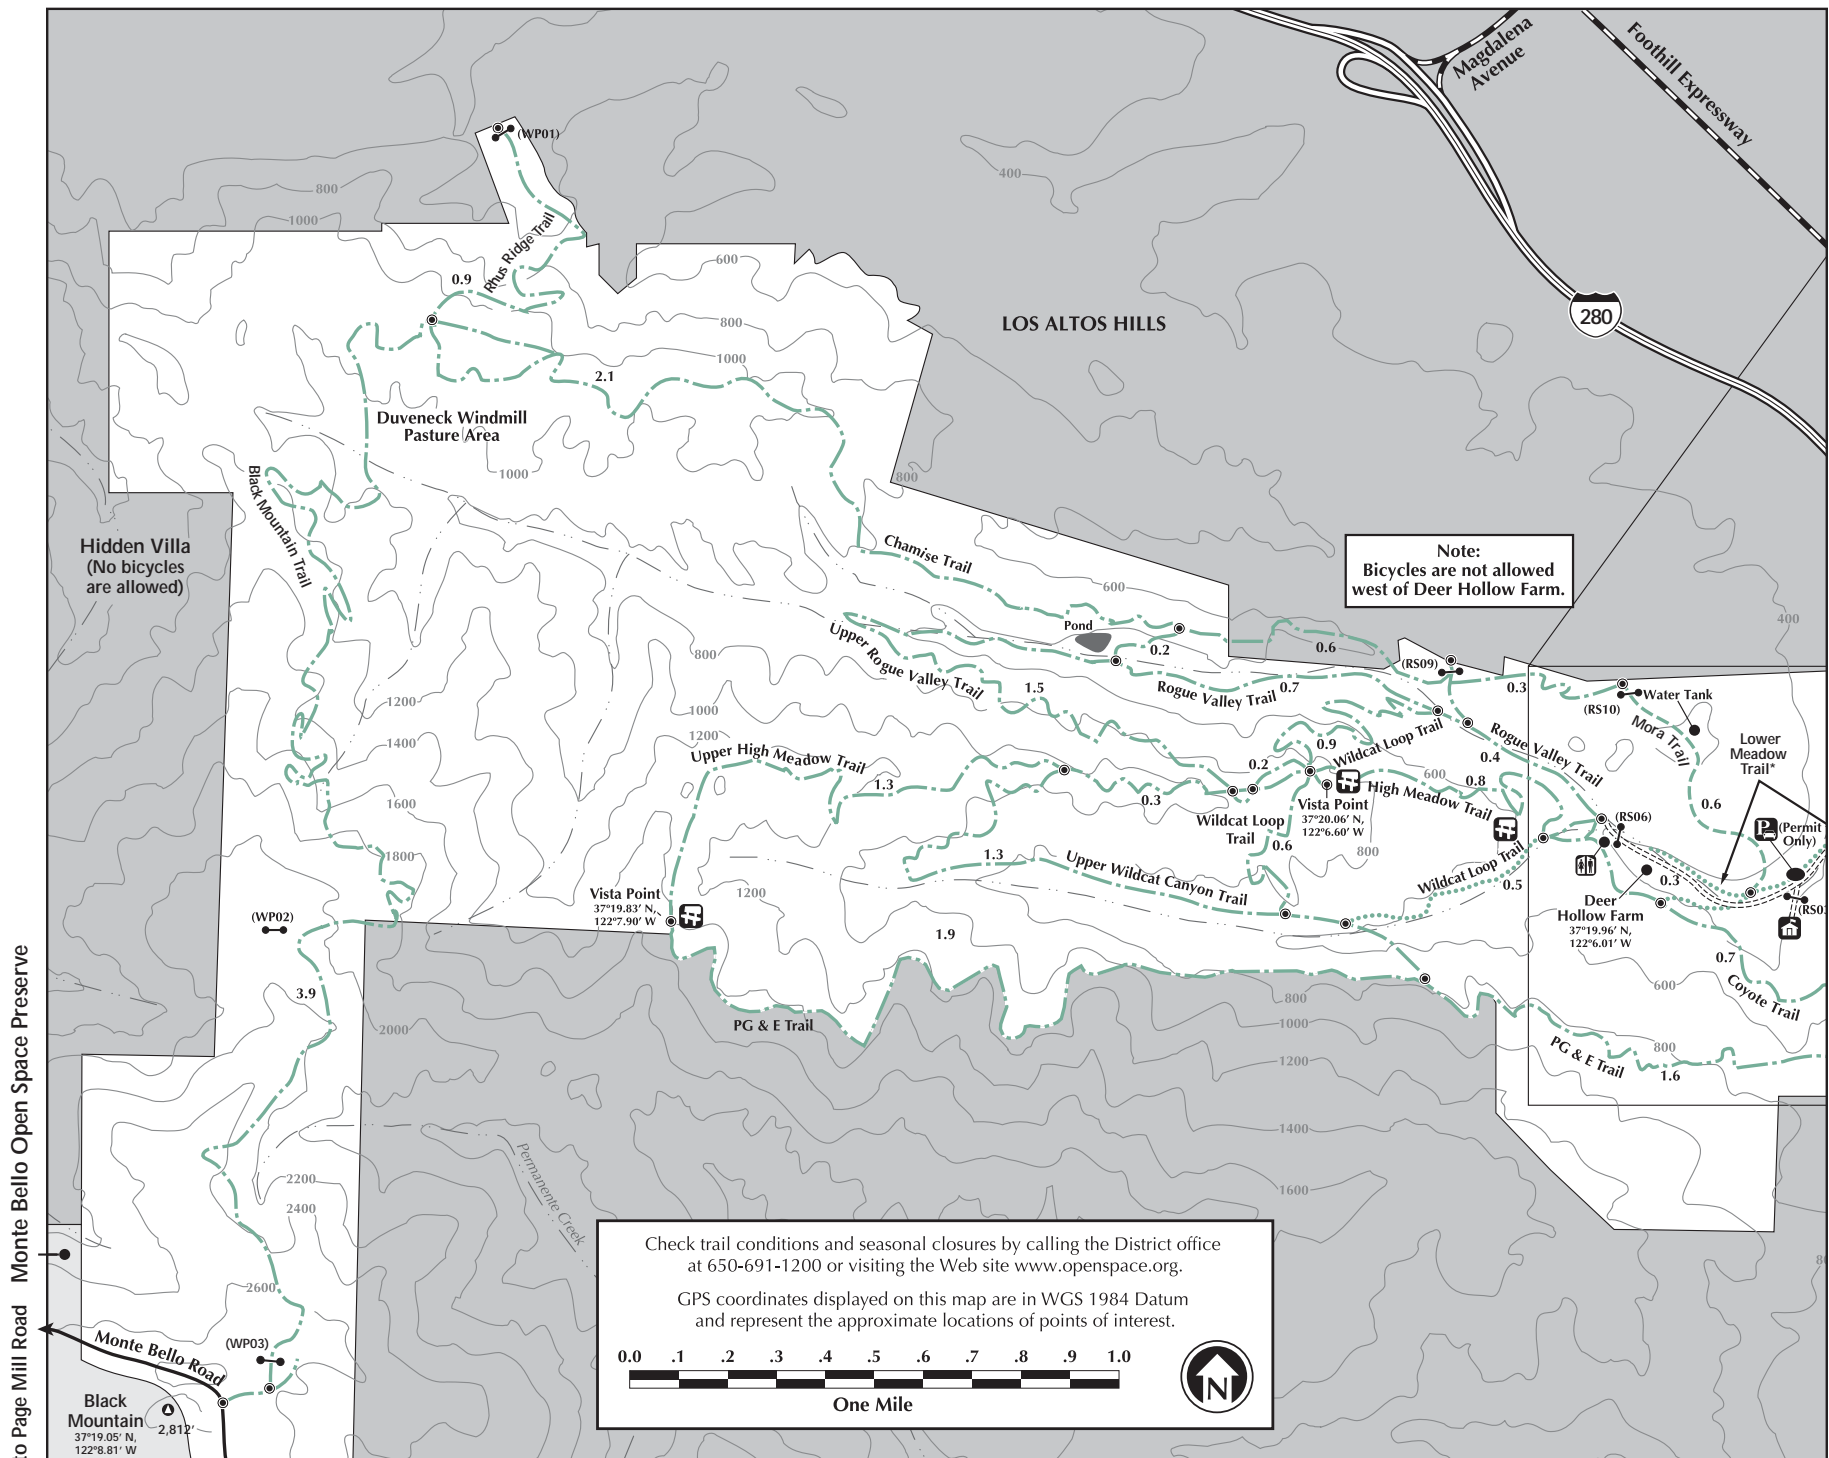 Magdalena
Avenue
Foothill Expressway
(WP01)
400
800
1000
Rhus Ridge Trail
600
0.9
280
LOS ALTOS HILLS
800
1000
2.1
Duveneck Windmill
Pasture Area
1000
800
Black Mountain Trail
Hidden Villa
(No bicycles
are allowed)
Chamise Trail
Note:
Bicycles are not allowed
west of Deer Hollow Farm.
600
400
Pond
Upper Rogue Valley Trail
0.2
0.6
800
(RS09)
Rogue Valley Trail
0.7
0.3
1.5
Water Tank
(RS10)
Mora Trail
1200
1000
1200
1400
Upper High Meadow Trail
0.9
Wildcat Loop Trail
Rogue Valley Trail
0.4
Lower
Meadow
Trail*
0.2
600
0.8
1.3
0.3
High Meadow Trail
0.6
1600
Vista Point
37°20.06' N,
122°6.60' W
Wildcat Loop
Trail
0.6
800
(RS06)
P
(Permit
Only)
1800
1.3
Upper Wildcat Canyon Trail
Wildcat Loop Trail
0.5
0.3
1200
Vista Point
37°19.83' N,
122°7.90' W
Deer
Hollow Farm
37°19.96' N,
122°6.01' W
(RS03
(WP02)
1.9
0.7
Coyote Trail
600
3.9
800
2000
PG & E Trail
1000
PG & E Trail
800
1200
1.6
1400
Permanente Creek
2200
1600
2400
Check trail conditions and seasonal closures by calling the District office
at 650-691-1200 or visiting the Web site www.openspace.org.
GPS coordinates displayed on this map are in WGS 1984 Datum
and represent the approximate locations of points of interest.
0.0 .1 .2 .3 .4 .5 .6 .7 .8 .9 1.0
One Mile
N
2600
(WP03)
Monte Bello Road
Black
Mountain
37°19.05' N,
122°8.81' W
2,812'
to Page Mill Road Monte Bello Open Space Preserve